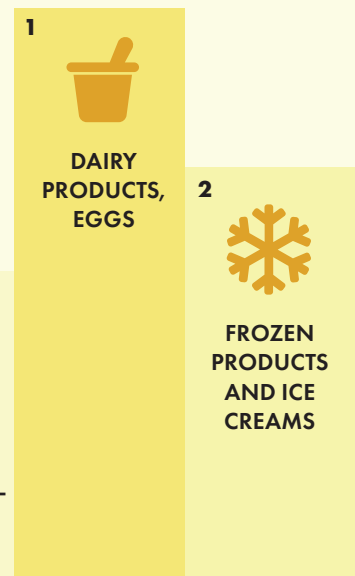 1
DAIRY
PRODUCTS,
EGGS
2
FROZEN
PRODUCTS
AND ICE
CREAMS